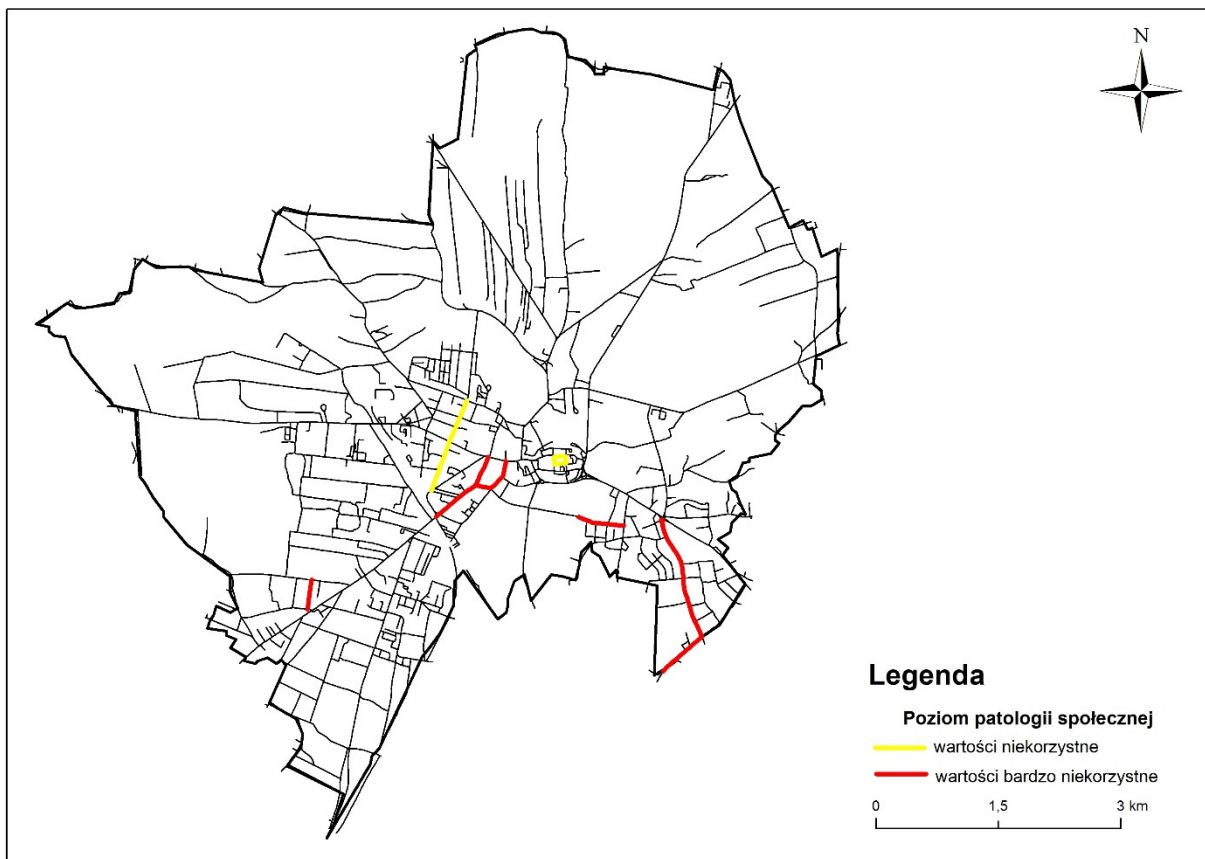 N
Legenda
Poziom patologii społecznej
wartości niekorzystne
wartości bardzo niekorzystne
0 1,5 3 km